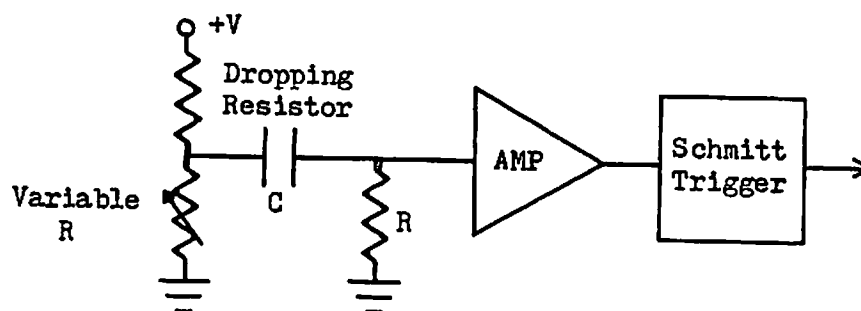 +V
Dropping
Resistor
Variable
R
C
R
AMP
Schmitt
Trigger